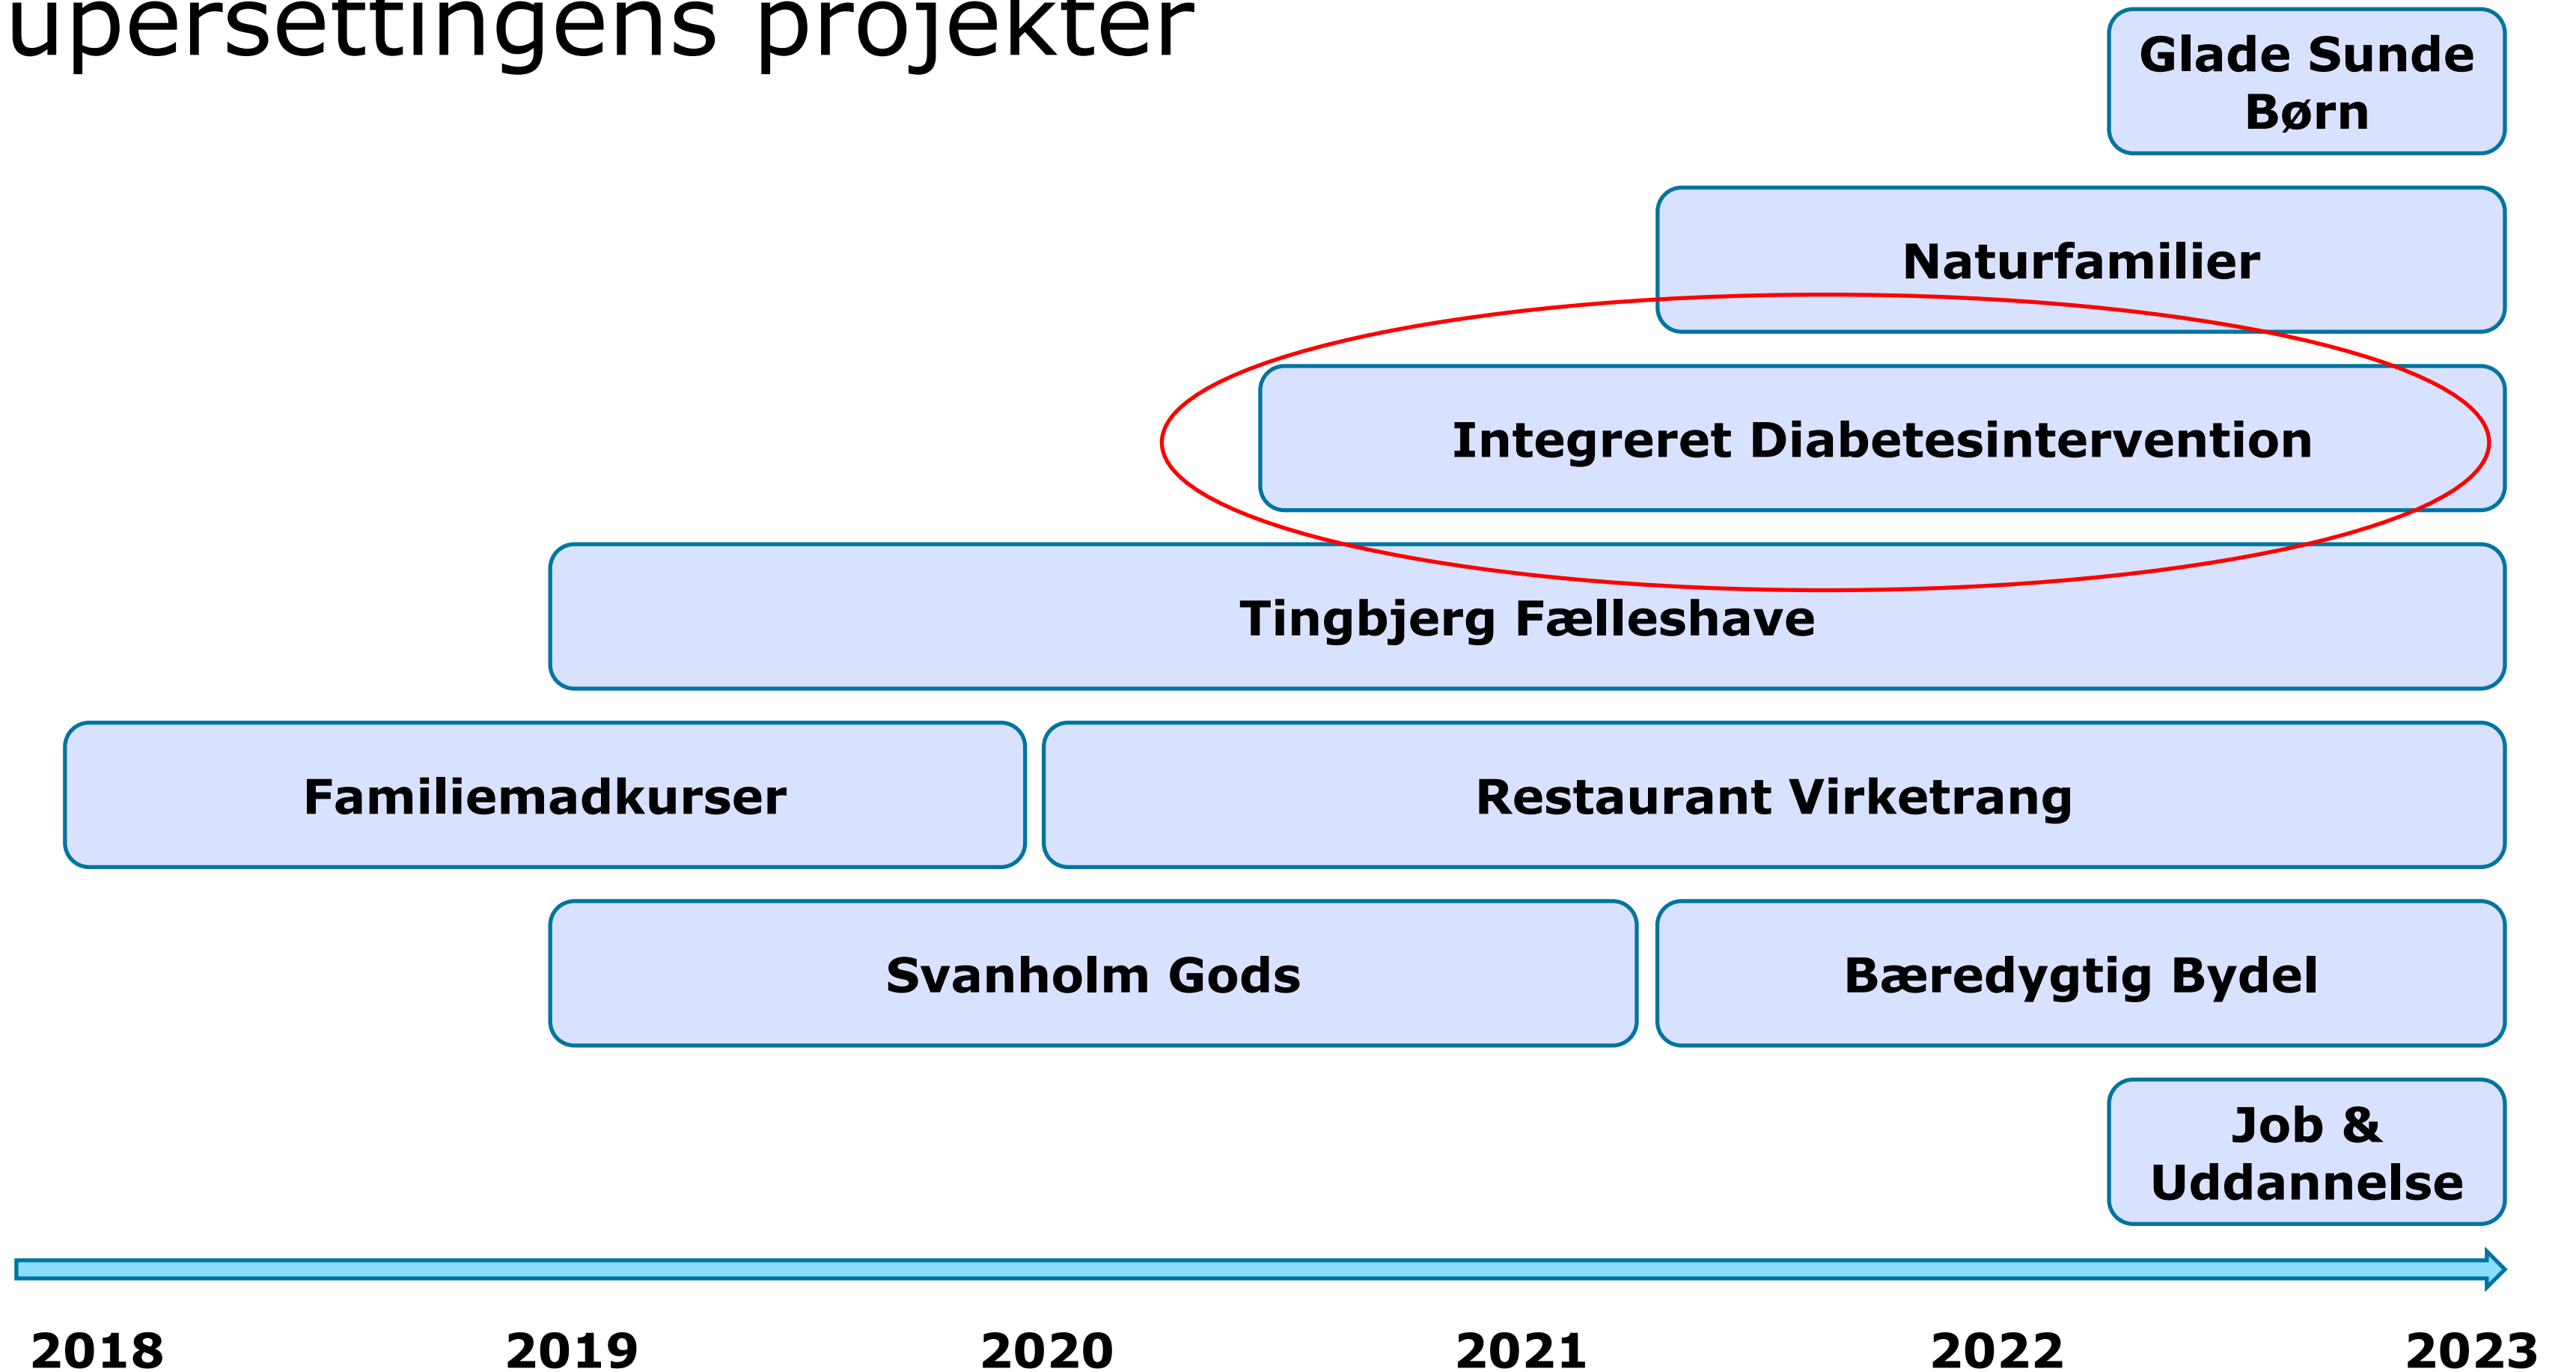 upersettingens projekter
Glade Sunde
Børn
Naturfamilier
Integreret Diabetesintervention
Tingbjerg Fælleshave
Familiemadkurser
Restaurant Virketrang
Svanholm Gods
Bæredygtig Bydel
Job &
Uddannelse
2018 2019 2020 2021 2022 2023